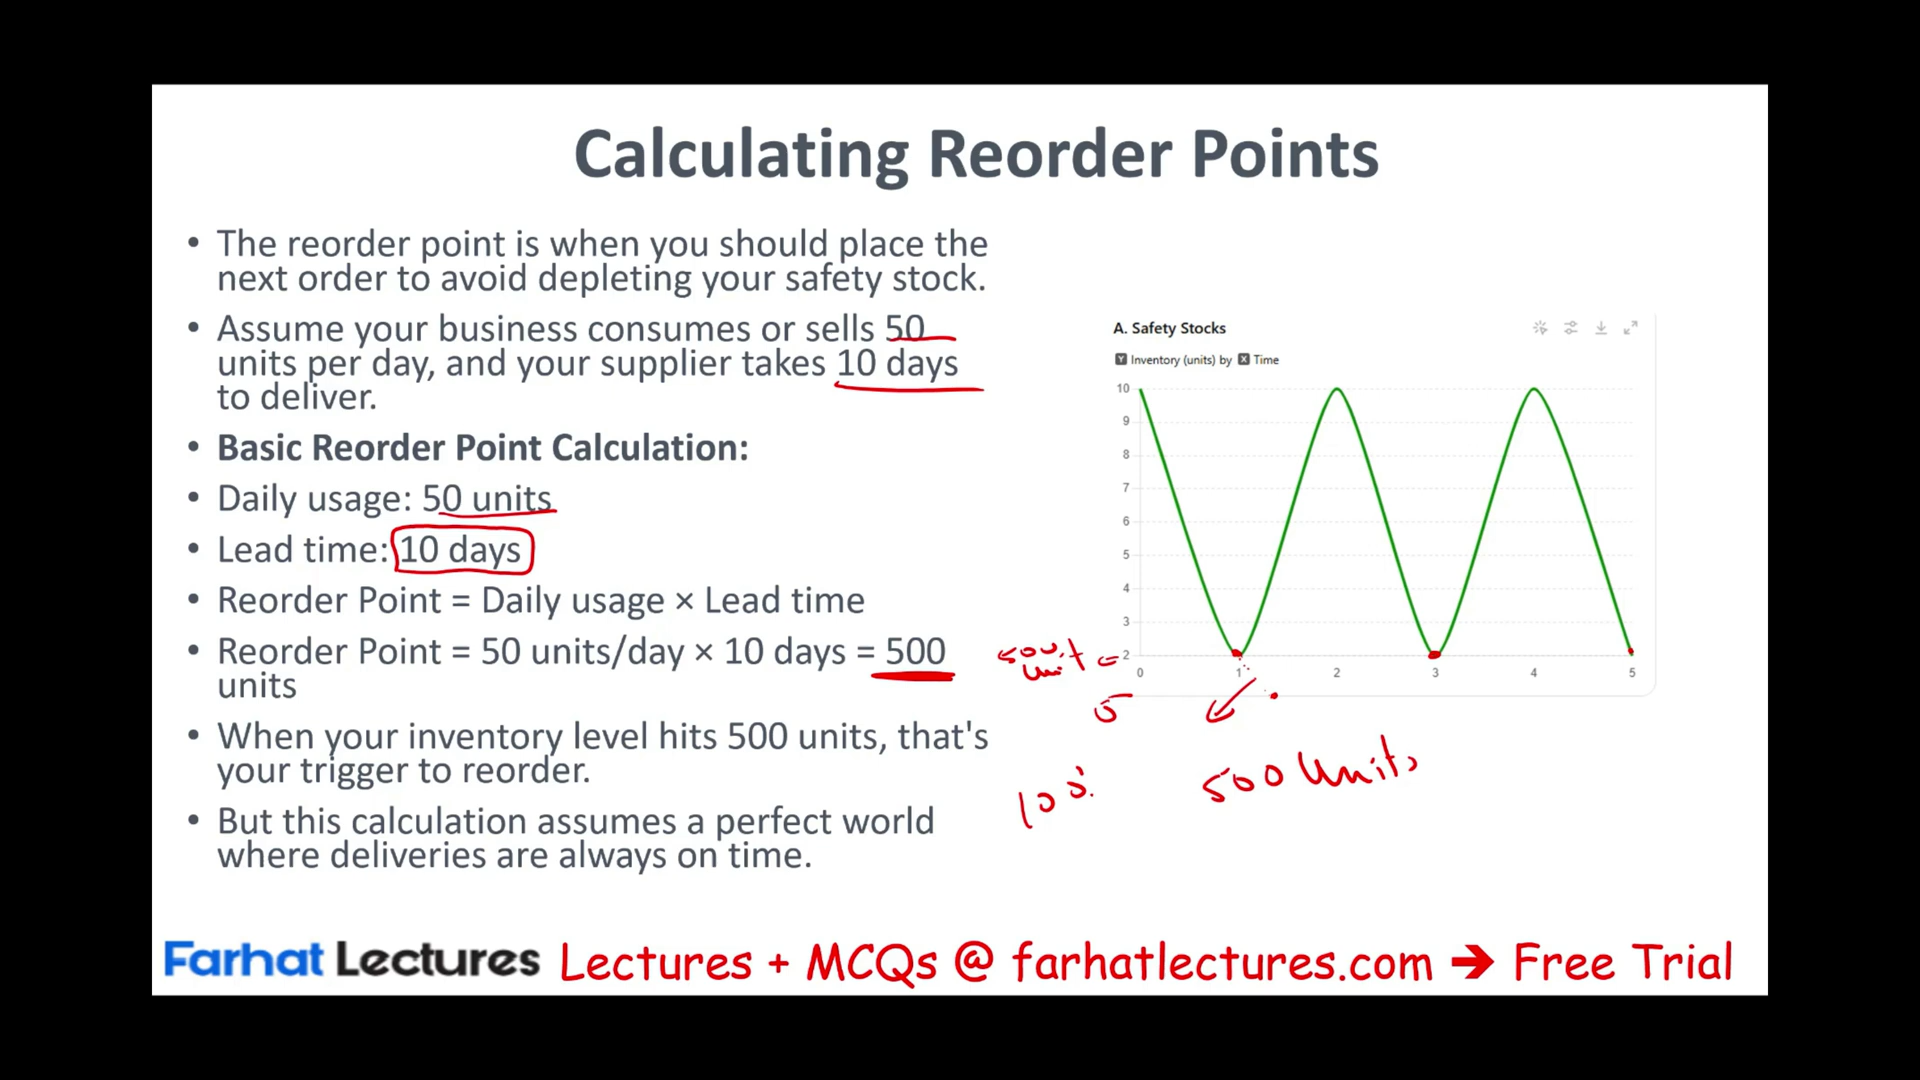 Calculating Reorder Points
• The reorder point is when you should place the
next order to avoid depleting your safety stock.
• Assume your business consumes or sells 50
units per day, and your supplier takes 10 days
to deliver.
• Basic Reorder Point Calculation:
• Daily usage: 50 units
• Lead time: 10 days
• Reorder Point = Daily usage × Lead time
• Reorder Point = 50 units/day × 10 days = 500
units
• When your inventory level hits 500 units, that's
your trigger to reorder.
• But this calculation assumes a perfect world
where deliveries are always on time.
A. Safety Stocks
Y Inventory (units) by X Time
10
9
8
7
6
5
4
3
2
0 1 2 3 4 5
500 units
Farhat Lectures Lectures + MCQs @ farhatlectures.com → Free Trial